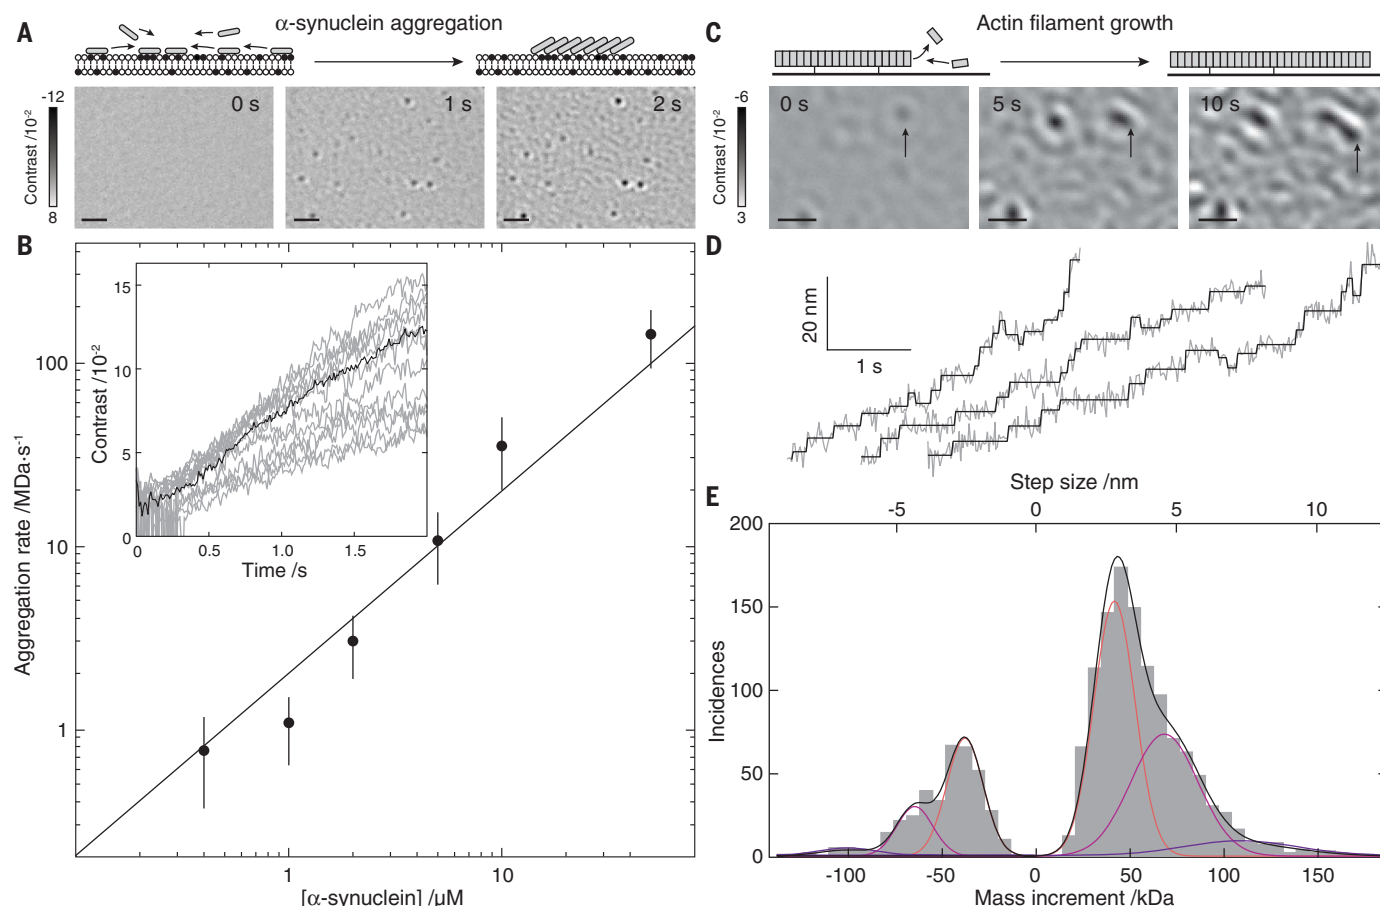 A
α-synuclein aggregation
-12
Contrast /10-2
8
0 s
1 s
2 s
C
Actin filament growth
-6
Contrast /10-2
3
0 s
5 s
10 s
B
Aggregation rate /MDa·s-1
100
10
1
1
10
[α-synuclein] /µM
Contrast /10-2
15
10
5
0
0
0.5
1.0
1.5
Time /s
D
20 nm
1 s
E
Step size /nm
-5
0
5
10
Incidences
200
150
100
50
0
-100
-50
0
50
100
150
Mass increment /kDa